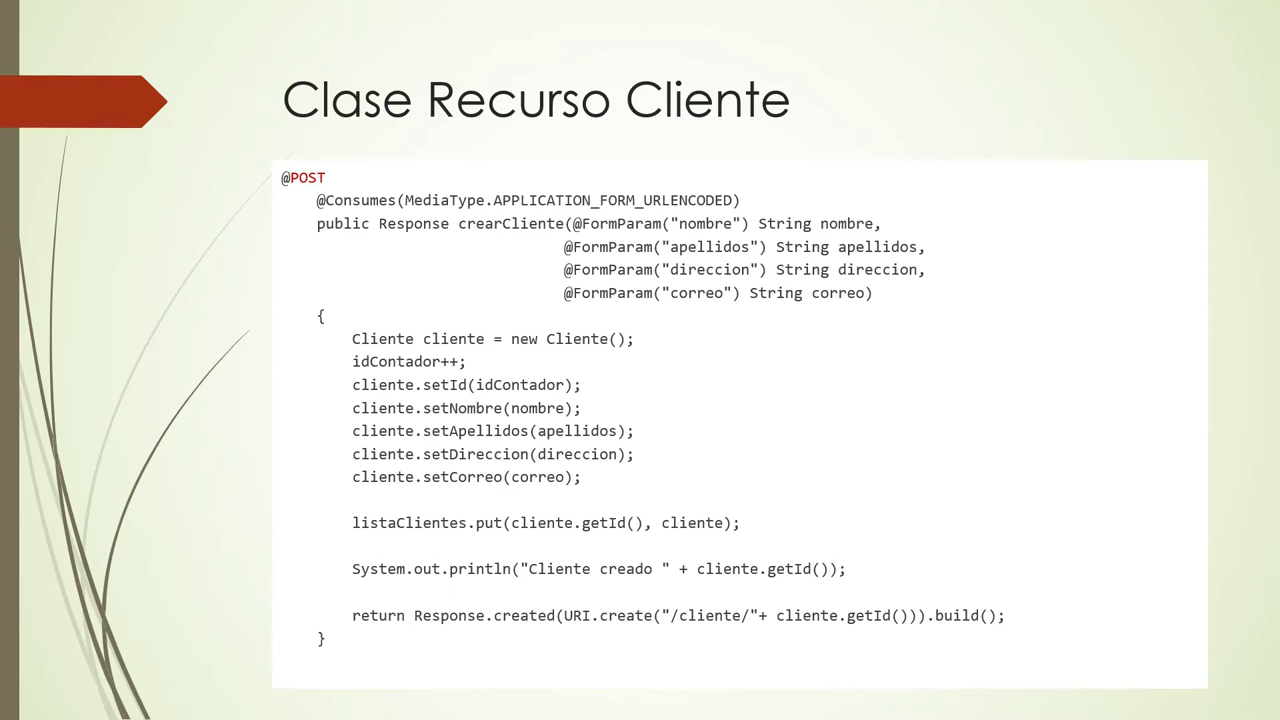 Clase Recurso Cliente
@POST
@Consumes(MediaType.APPLICATION_FORM_URLENCODED)
public Response crearCliente(@FormParam("nombre") String nombre,
@FormParam("apellidos") String apellidos,
@FormParam("direccion") String direccion,
@FormParam("correo") String correo)
{
Cliente cliente = new Cliente();
idContador++;
cliente.setId(idContador);
cliente.setNombre(nombre);
cliente.setApellidos(apellidos);
cliente.setDireccion(direccion);
cliente.setCorreo(correo);
listaClientes.put(cliente.getId(), cliente);
System.out.println("Cliente creado " + cliente.getId());
return Response.created(URI.create("/cliente/"+ cliente.getId())).build();
}